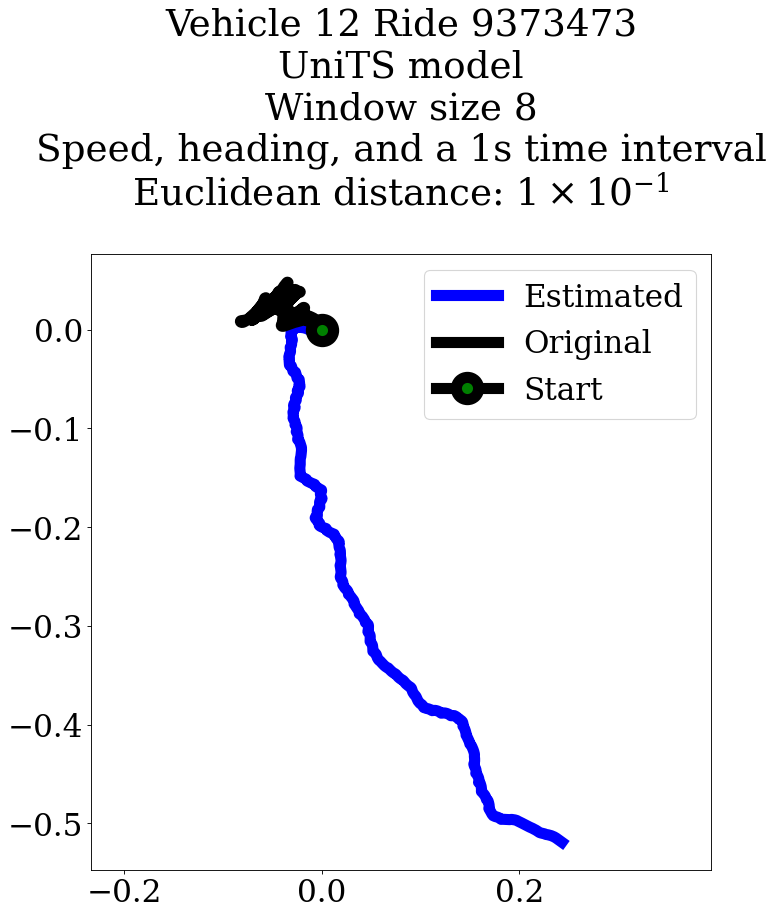 Vehicle 12 Ride 9373473
UniTS model
Window size 8
Speed, heading, and a 1s time interval
Euclidean distance: 1 × 10⁻¹
Estimated
Original
Start
0.0
−0.1
−0.2
−0.3
−0.4
−0.5
−0.2 0.0 0.2